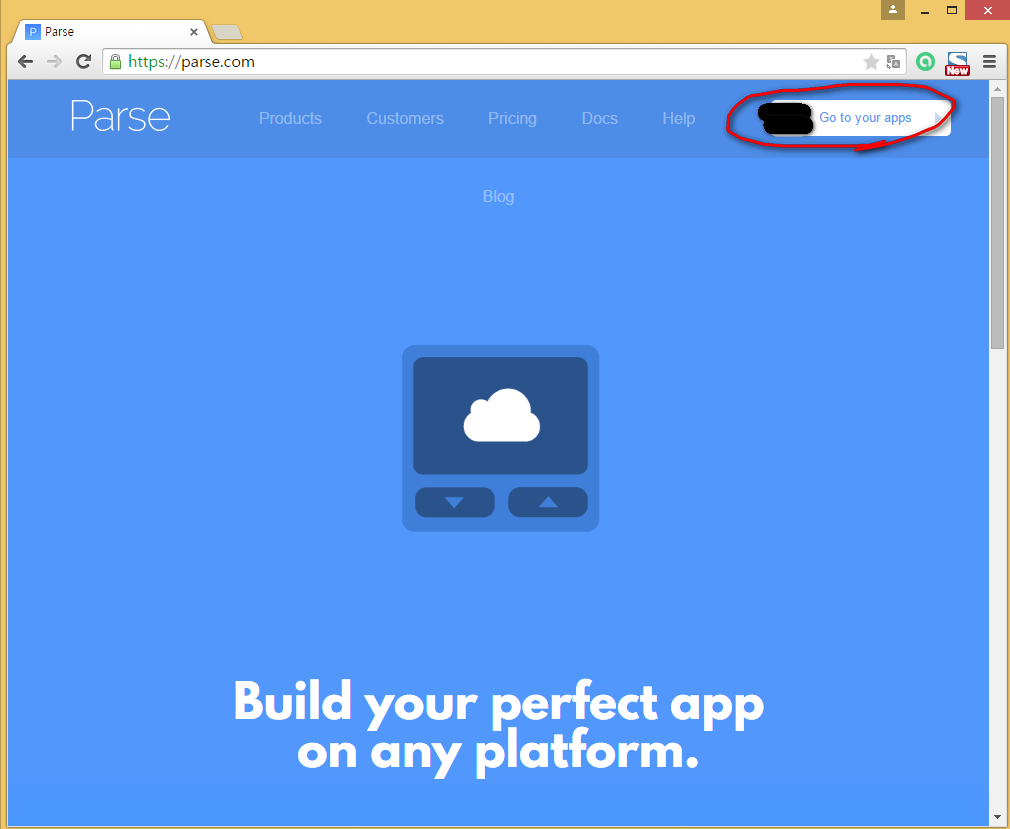 Parse
https://parse.com
New
Parse
Products Customers Pricing Docs Help Go to your apps
Blog
Build your perfect app
on any platform.